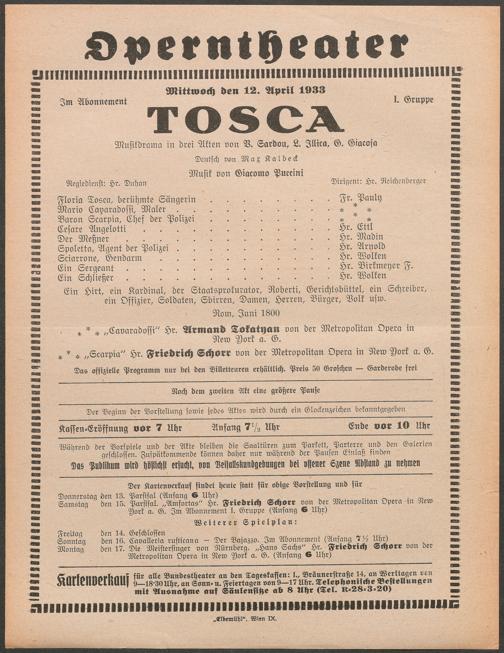 Operntheater
Mittwoch den 12. April 1933
Im Abonnement
I. Gruppe
TOSCA
Musikdrama in drei Akten von V. Sardou, L. Illica, G. Giacosa
Deutsch von Max Kalbeck
Musik von Giacomo Puccini
Regiedienst: Hr. Duhan
Dirigent: Hr. Reichenberger
Floria Tosca, berühmte Sängerin . . . . . . . . Fr. Pauly
Mario Cavaradossi, Maler . . . . . . . . * * *
Baron Scarpia, Chef der Polizei . . . . . . . . * * *
Cesare Angelotti . . . . . . . . Hr. Ettl
Der Meßner . . . . . . . . Hr. Madin
Spoletta, Agent der Polizei . . . . . . . . Hr. Arnold
Sciarrone, Gendarm . . . . . . . . Hr. Wolken
Ein Sergeant . . . . . . . . Hr. Birkmeyer F.
Ein Schließer . . . . . . . . Hr. Wolken
Ein Hirt, ein Kardinal, der Staatsprokurator, Roberti, Gerichtsbüttel, ein Schreiber,
ein Offizier, Soldaten, Sbirren, Damen, Herren, Bürger, Volk usw.
Rom, Juni 1800
* * * „Cavaradossi" Hr. Armand Tokatyan von der Metropolitan Opera in
New York a. G.
* * * „Scarpia" Hr. Friedrich Schorr von der Metropolitan Opera in New York a. G.
Das offizielle Programm nur bei den Billetteuren erhältlich. Preis 50 Groschen — Garderobe frei
Nach dem zweiten Akt eine größere Pause
Der Beginn der Vorstellung sowie jedes Aktes wird durch ein Glockenzeichen bekanntgegeben
Kassen-Eröffnung vor 7 Uhr Anfang 7½ Uhr Ende vor 10 Uhr
Während der Vorspiele und der Akte bleiben die Saaltüren zum Parkett, Parterre und den Galerien
geschlossen. Zuspätkommende können daher nur während der Pausen Einlaß finden
Das Publikum wird höflichst ersucht, von Beifallskundgebungen bei offener Szene Abstand zu nehmen
Der Kartenverkauf findet heute statt für obige Vorstellung und für
Donnerstag den 13. Parsifal (Anfang 6 Uhr)
Samstag den 15. Parsifal. „Amfortas" Hr. Friedrich Schorr von der Metropolitan Opera in New
York a. G. Im Abonnement I. Gruppe (Anfang 6 Uhr)
Weiterer Spielplan:
Freitag den 14. Geschlossen
Sonntag den 16. Cavalleria rusticana — Der Bajazzo. Im Abonnement (Anfang 7½ Uhr)
Montag den 17. Die Meistersinger von Nürnberg. „Hans Sachs" Hr. Friedrich Schorr von der
Metropolitan Opera in New York a. G. (Anfang 6 Uhr)
Kartenverkauf für alle Bundestheater an den Tageskassen: I., Bräunerstraße 14, an Werktagen von
9—18·30 Uhr, an Sonn- u. Feiertagen von 9—17 Uhr. Telephonische Bestellungen
mit Ausnahme auf Säulensitze ab 8 Uhr (Tel. R-28-3-20)
„Elbemühl". Wien IX.